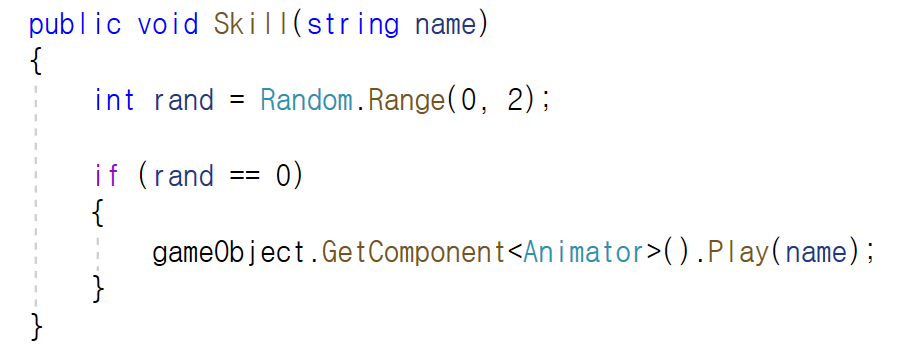 public void Skill(string name)
{
int rand = Random.Range(0, 2);
if (rand == 0)
{
gameObject.GetComponent<Animator>().Play(name);
}
}